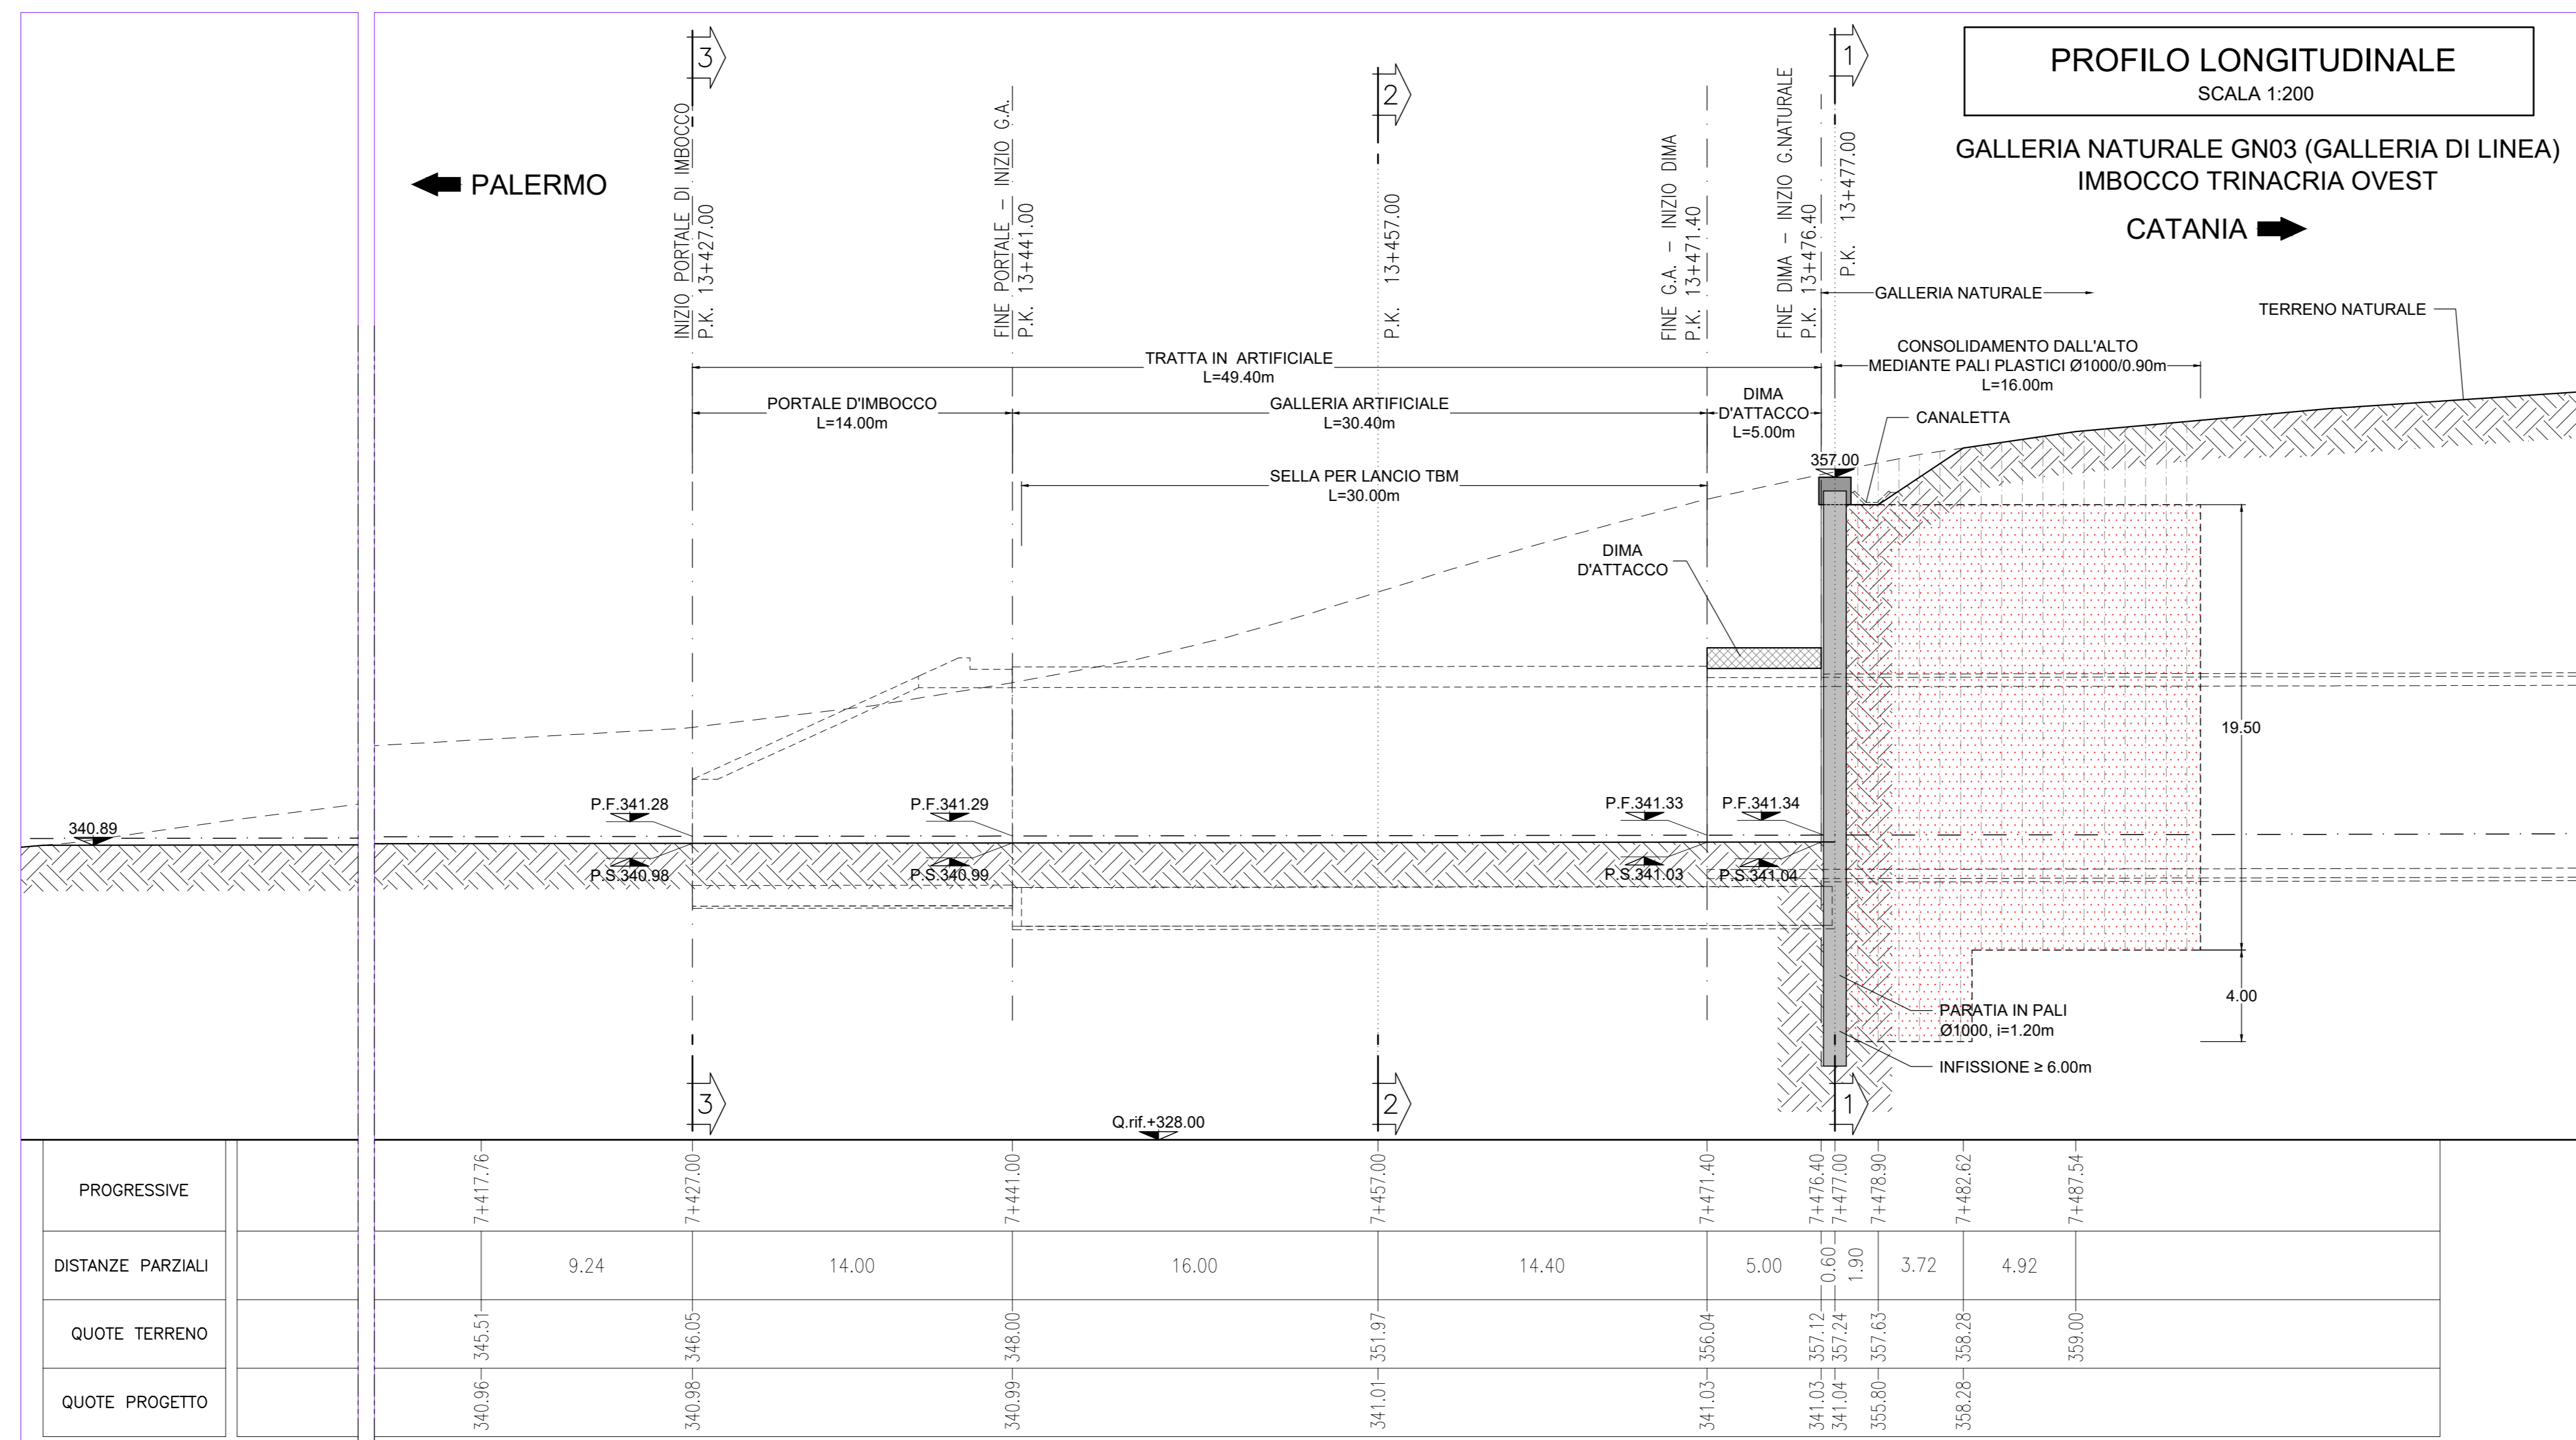 PROFILO LONGITUDINALE
SCALA 1:200
GALLERIA NATURALE GN03 (GALLERIA DI LINEA)
IMBOCCO TRINACRIA OVEST
CATANIA
PALERMO
3
2
1
INIZIO PORTALE DI IMBOCCO
P.K. 13+427.00
FINE PORTALE - INIZIO G.A.
P.K. 13+441.00
P.K. 13+457.00
FINE G.A. - INIZIO DIMA
P.K. 13+471.40
FINE DIMA - INIZIO G.NATURALE
P.K. 13+476.40
P.K. 13+477.00
GALLERIA NATURALE
TERRENO NATURALE
TRATTA IN ARTIFICIALE
L=49.40m
CONSOLIDAMENTO DALL'ALTO
MEDIANTE PALI PLASTICI Ø1000/0.90m
L=16.00m
PORTALE D'IMBOCCO
L=14.00m
GALLERIA ARTIFICIALE
L=30.40m
DIMA
D'ATTACCO
L=5.00m
CANALETTA
357.00
SELLA PER LANCIO TBM
L=30.00m
DIMA
D'ATTACCO
19.50
P.F.341.28
P.F.341.29
P.F.341.33
P.F.341.34
340.89
P.S.340.98
P.S.340.99
P.S.341.03
P.S.341.04
4.00
PARATIA IN PALI
Ø1000, i=1.20m
INFISSIONE ≥ 6.00m
3
2
1
Q.rif.+328.00
PROGRESSIVE
7+417.76
7+427.00
7+441.00
7+457.00
7+471.40
7+476.40
7+477.00
7+478.90
7+482.62
7+487.54
DISTANZE PARZIALI
9.24
14.00
16.00
14.40
5.00
0.60
1.90
3.72
4.92
QUOTE TERRENO
345.51
346.05
348.00
351.97
356.04
357.12
357.24
357.63
358.28
359.00
QUOTE PROGETTO
340.96
340.98
340.99
341.01
341.03
341.03
341.04
355.80
358.28